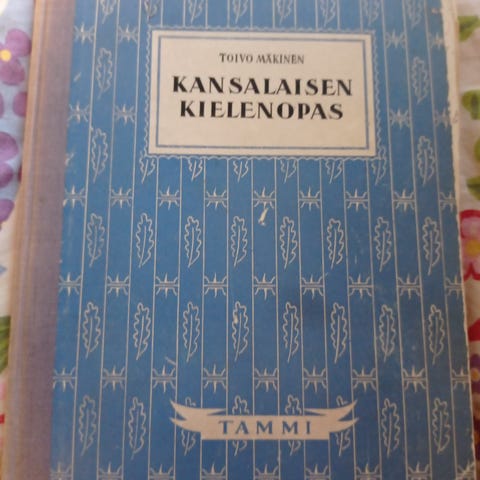 TOIVO MÄKINEN
KANSALAISEN
KIELENOPAS
TAMMI